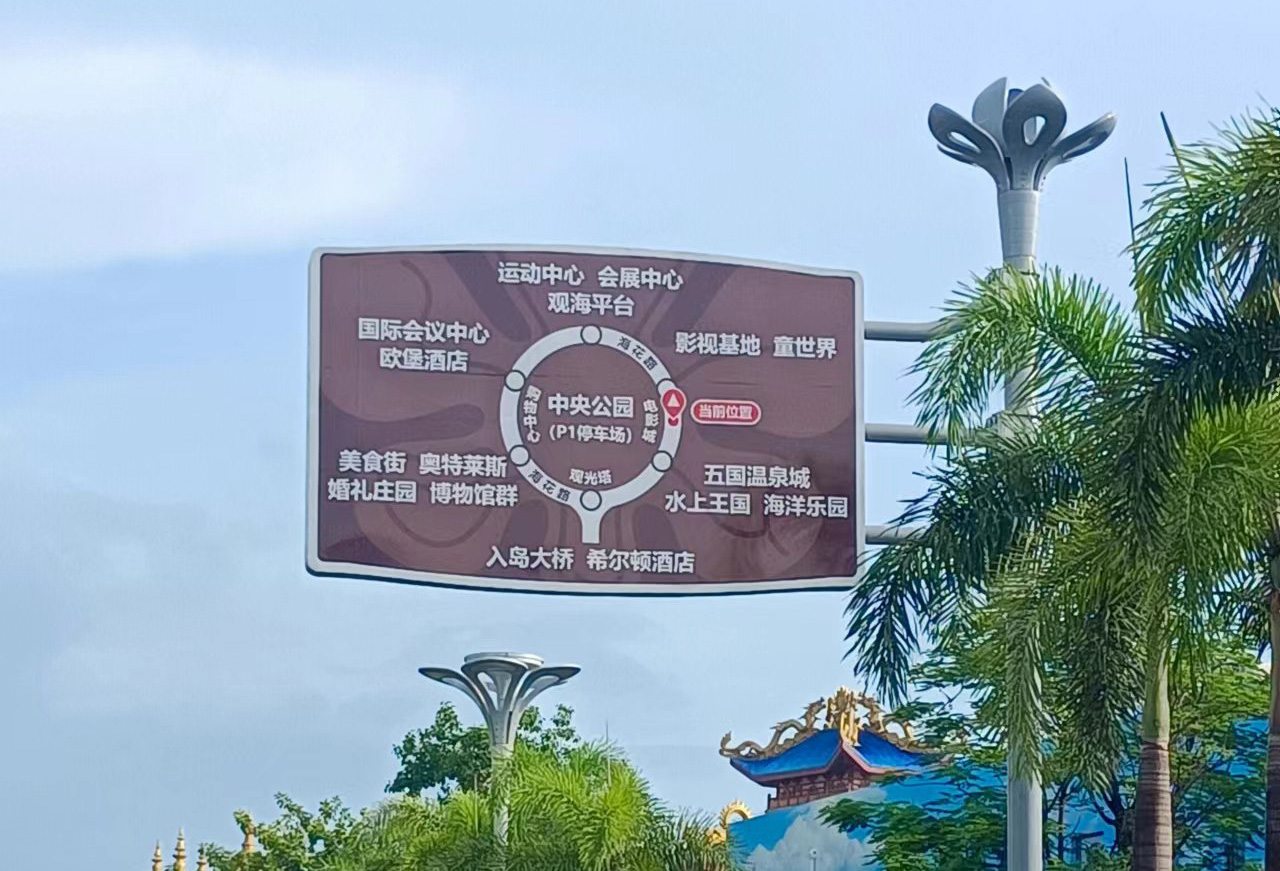 运动中心 会展中心
观海平台
国际会议中心
欧堡酒店
影视基地 童世界
海花路
购物中心
中央公园
(P1停车场)
电影城
当前位置
美食街 奥特莱斯
婚礼庄园 博物馆群
海花路
观光塔
五国温泉城
水上王国 海洋乐园
入岛大桥 希尔顿酒店